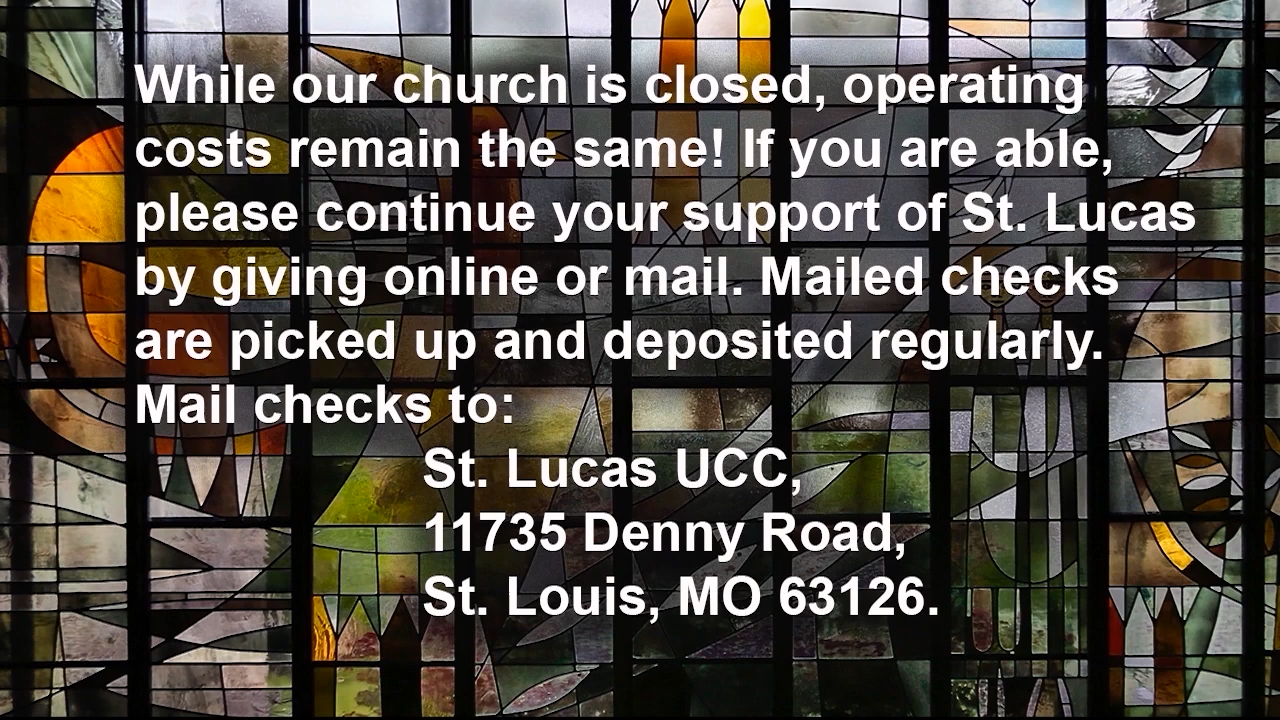 While our church is closed, operating
costs remain the same! If you are able,
please continue your support of St. Lucas
by giving online or mail. Mailed checks
are picked up and deposited regularly.
Mail checks to:
St. Lucas UCC,
11735 Denny Road,
St. Louis, MO 63126.